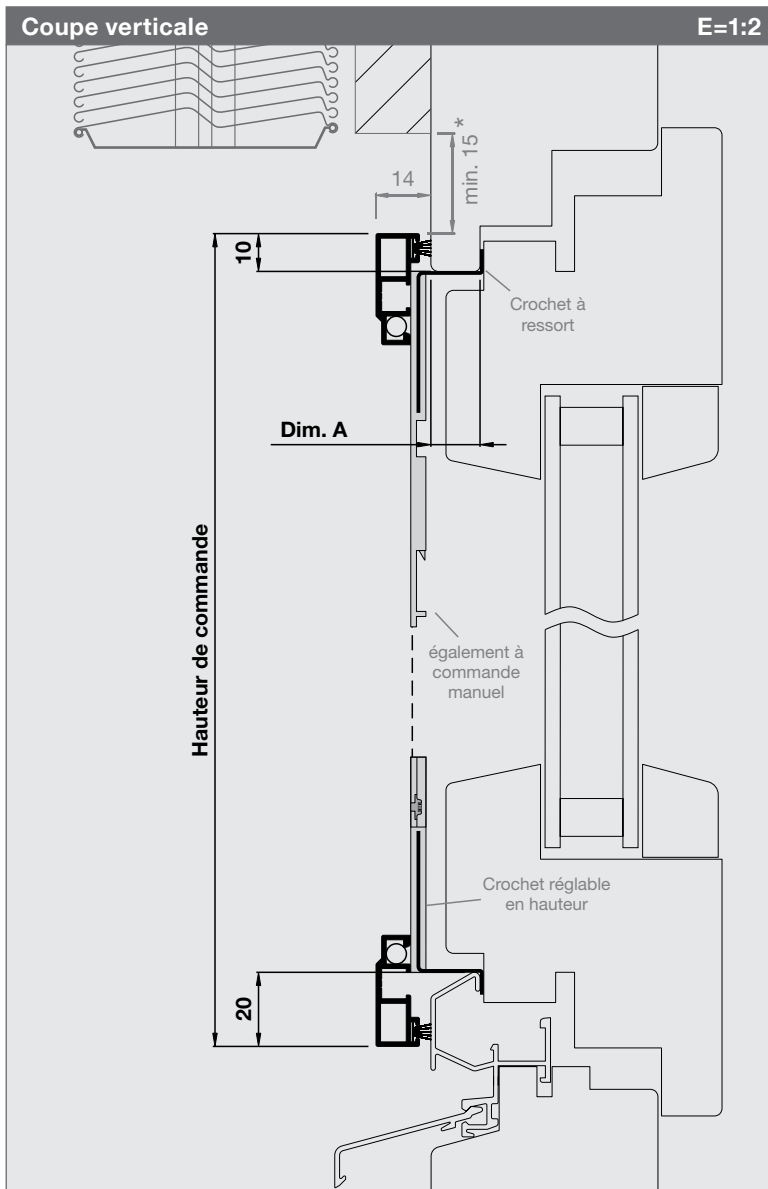 Coupe verticale E=1:2
min. 15*
14
10
Crochet à
ressort
Dim. A
Hauteur de commande
également à
commande
manuel
Crochet réglable
en hauteur
20